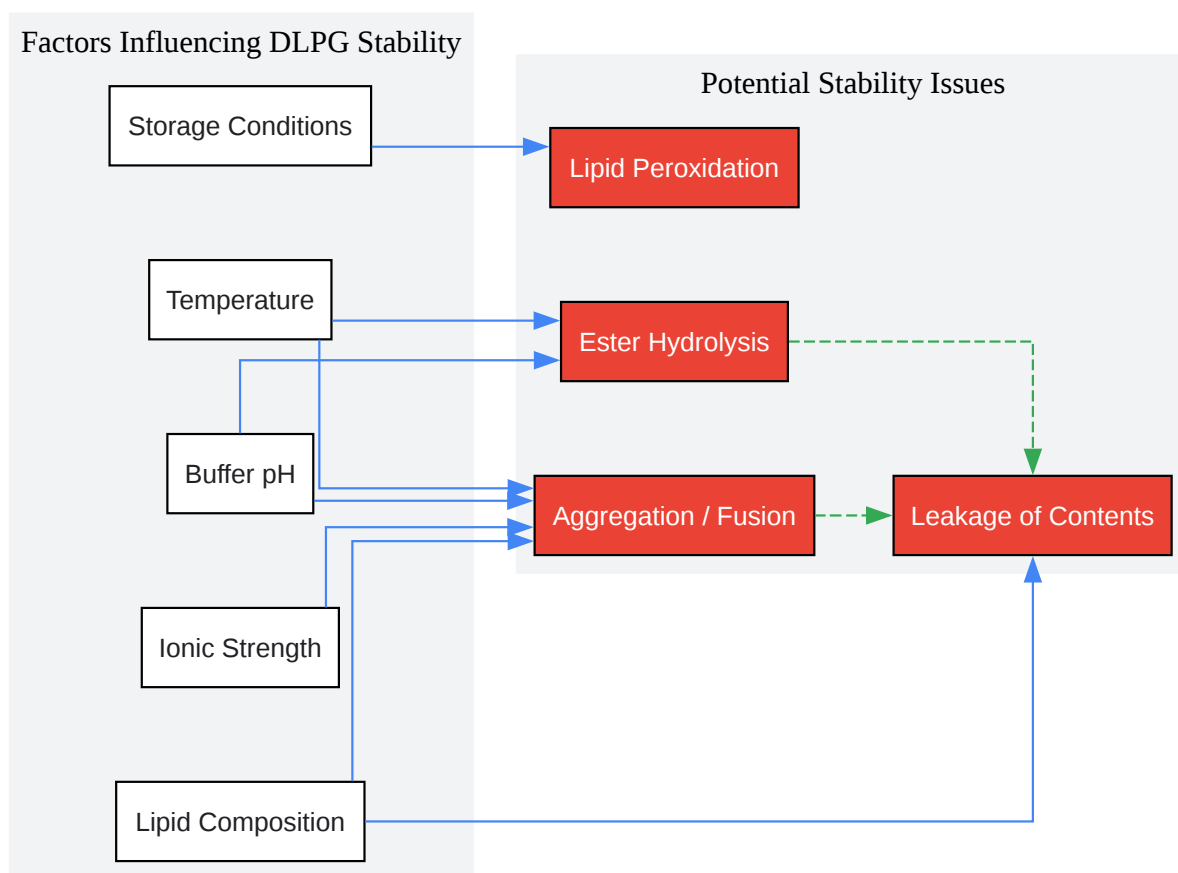 Factors Influencing DLPG Stability
Storage Conditions
Temperature
Buffer pH
Ionic Strength
Lipid Composition
Potential Stability Issues
Lipid Peroxidation
Ester Hydrolysis
Aggregation / Fusion
Leakage of Contents